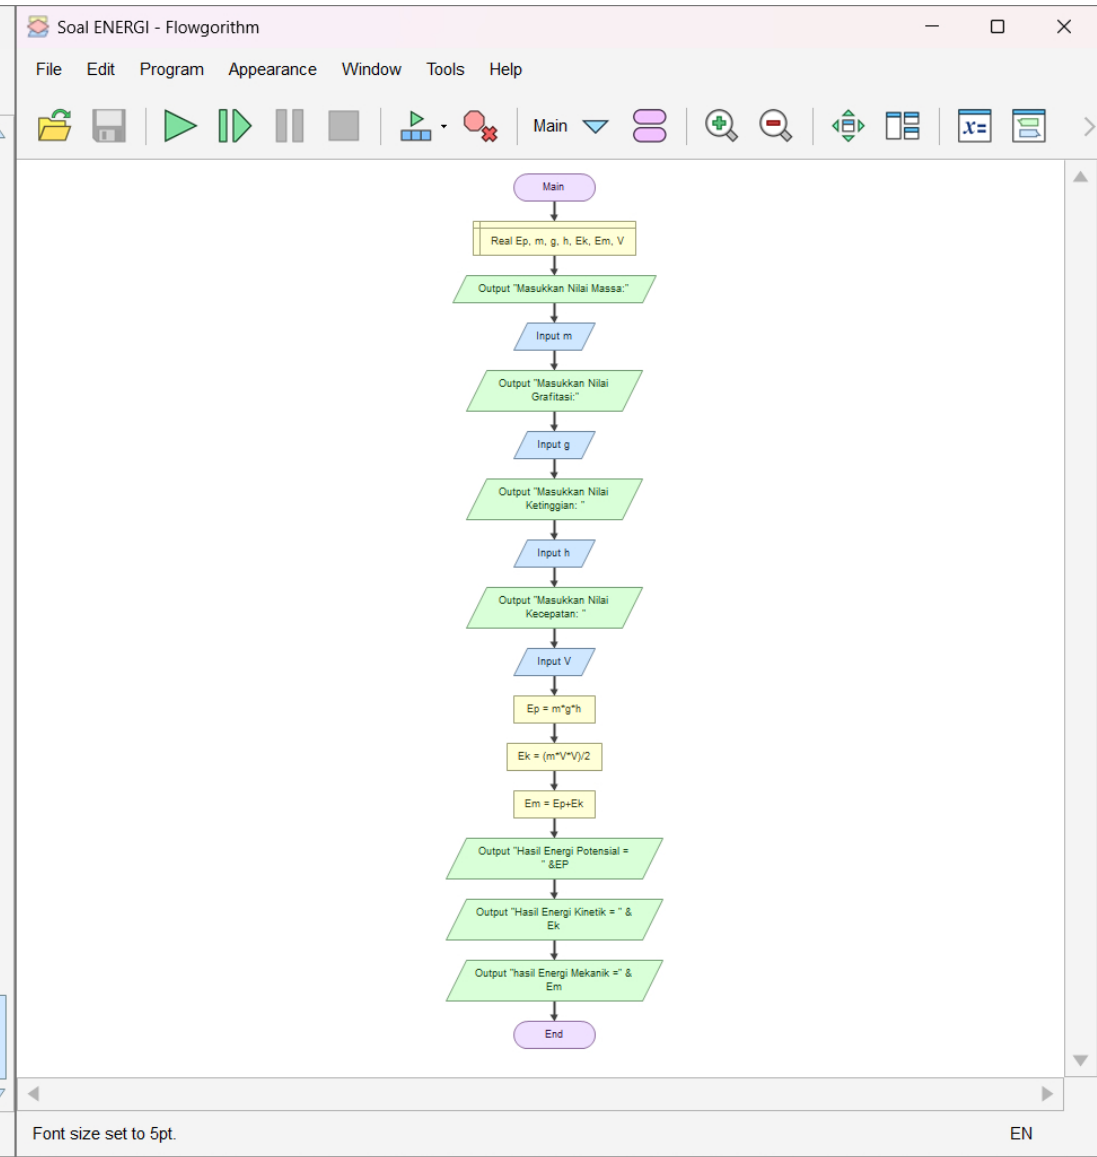 Soal ENERGI - Flowgorithm
File Edit Program Appearance Window Tools Help
Main
x=
Main
Real Ep, m, g, h, Ek, Em, V
Output "Masukkan Nilai Massa:"
Input m
Output "Masukkan Nilai
Grafitasi:"
Input g
Output "Masukkan Nilai
Ketinggian: "
Input h
Output "Masukkan Nilai
Kecepatan: "
Input V
Ep = m*g*h
Ek = (m*V*V)/2
Em = Ep+Ek
Output "Hasil Energi Potensial =
" &EP
Output "Hasil Energi Kinetik = " &
Ek
Output "hasil Energi Mekanik =" &
Em
End
Font size set to 5pt.
EN